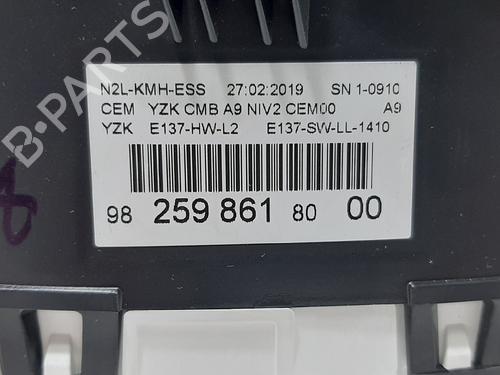 N2L-KMH-ESS 27:02:2019 SN 1-0910
CEM YZK CMB A9 NIV2 CEM00 A9
YZK E137-HW-L2 E137-SW-LL-1410
98 259 861 80 00
8